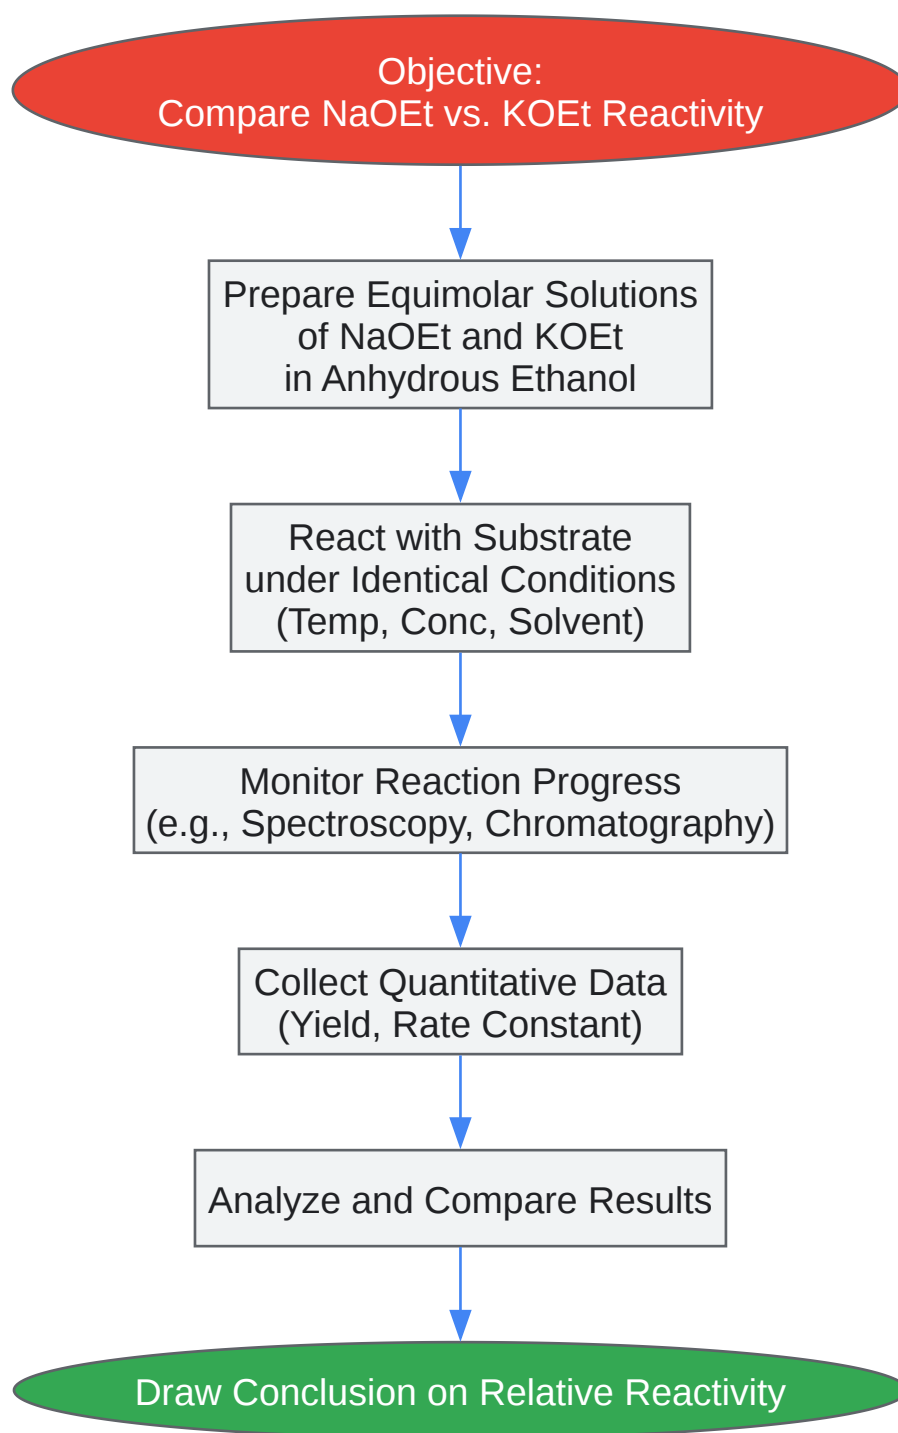 Objective:
Compare NaOEt vs. KOEt Reactivity
Prepare Equimolar Solutions
of NaOEt and KOEt
in Anhydrous Ethanol
React with Substrate
under Identical Conditions
(Temp, Conc, Solvent)
Monitor Reaction Progress
(e.g., Spectroscopy, Chromatography)
Collect Quantitative Data
(Yield, Rate Constant)
Analyze and Compare Results
Draw Conclusion on Relative Reactivity